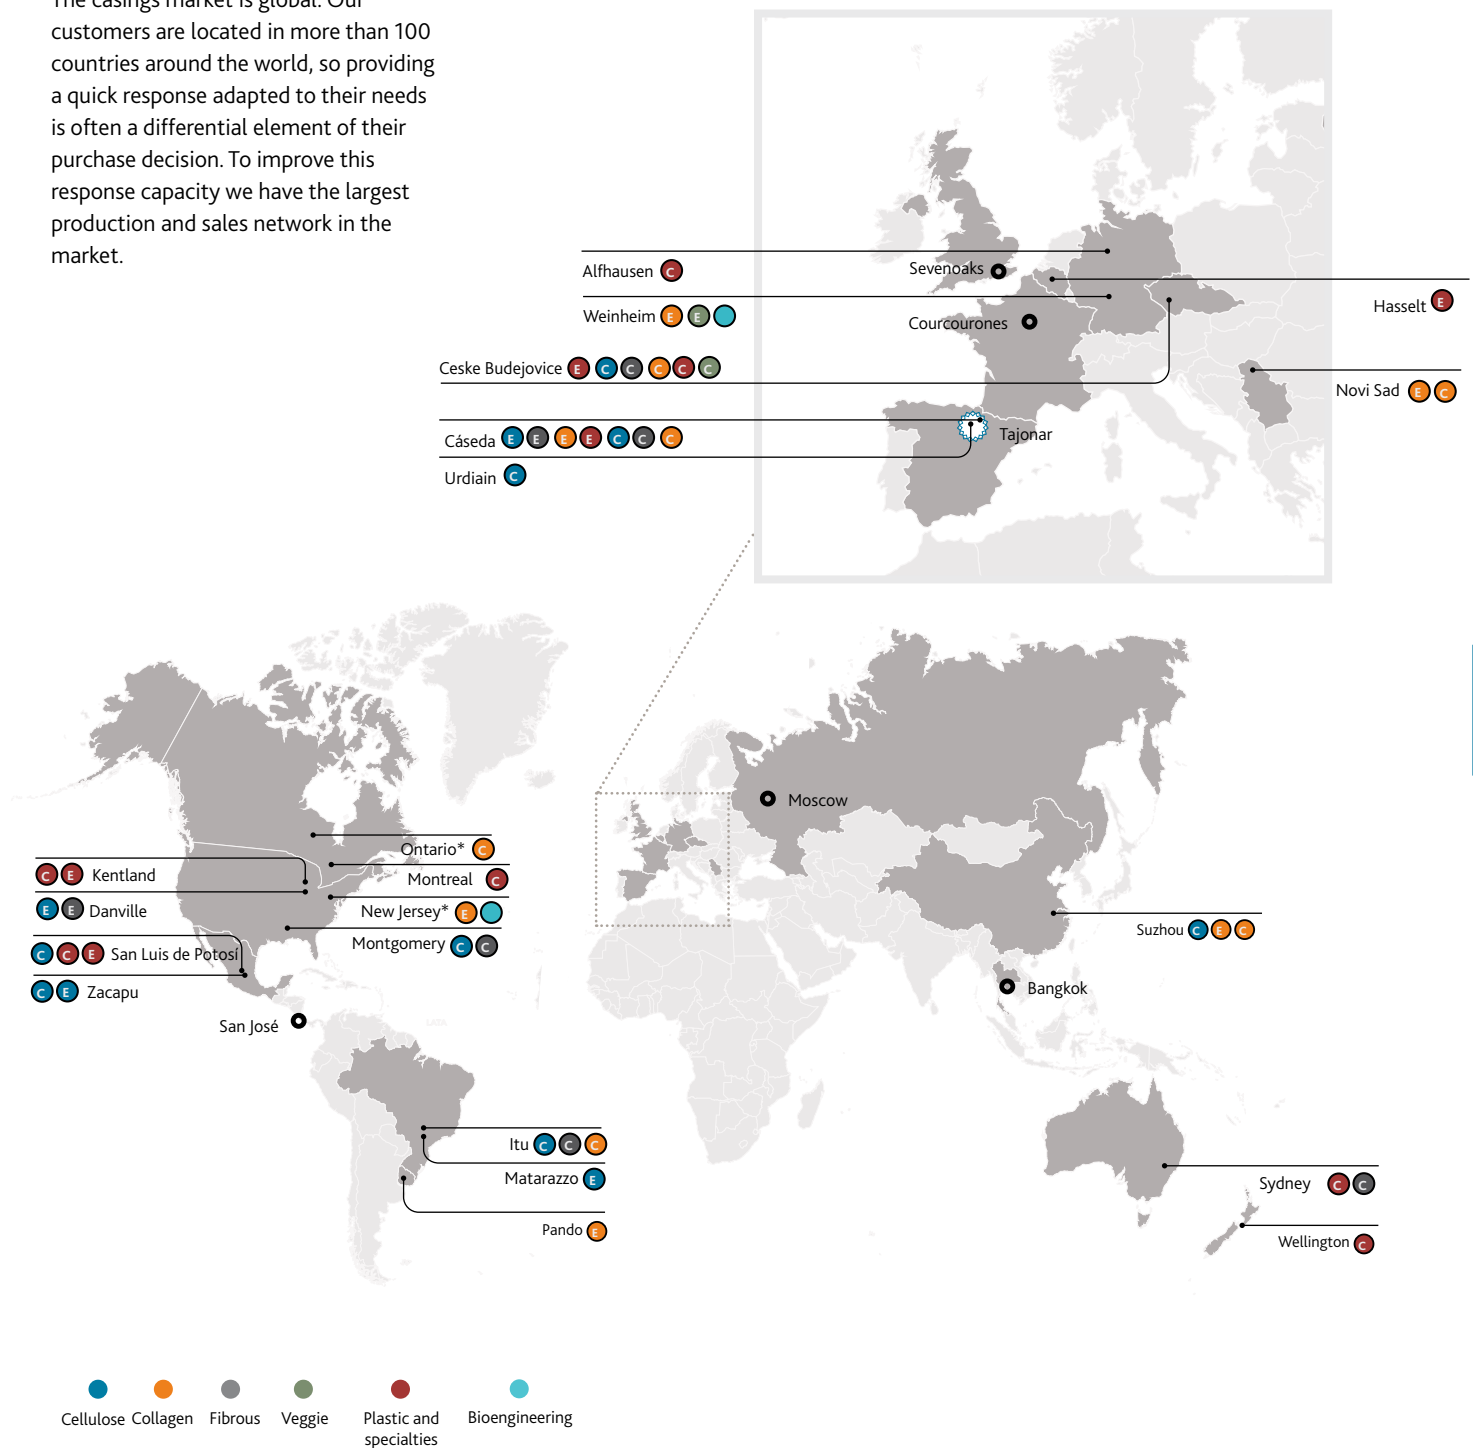 The casings market is global. Our
customers are located in more than 100
countries around the world, so providing
a quick response adapted to their needs
is often a differential element of their
purchase decision. To improve this
response capacity we have the largest
production and sales network in the
market.
Alfhausen C
Sevenoaks
Hasselt E
Weinheim E E
Courcourones
Ceske Budejovice E C C C C C
Novi Sad E C
Cáseda E E E E C C C
Tajonar
Urdiain C
Moscow
Ontario* C
C E Kentland
Montreal C
E E Danville
New Jersey* E
Montgomery C C
C C E San Luis de Potosí
C E Zacapu
San José
Suzhou C E C
Bangkok
Itu C C C
Matarazzo E
Pando E
Sydney C C
Wellington C
Cellulose
Collagen
Fibrous
Veggie
Plastic and
specialties
Bioengineering